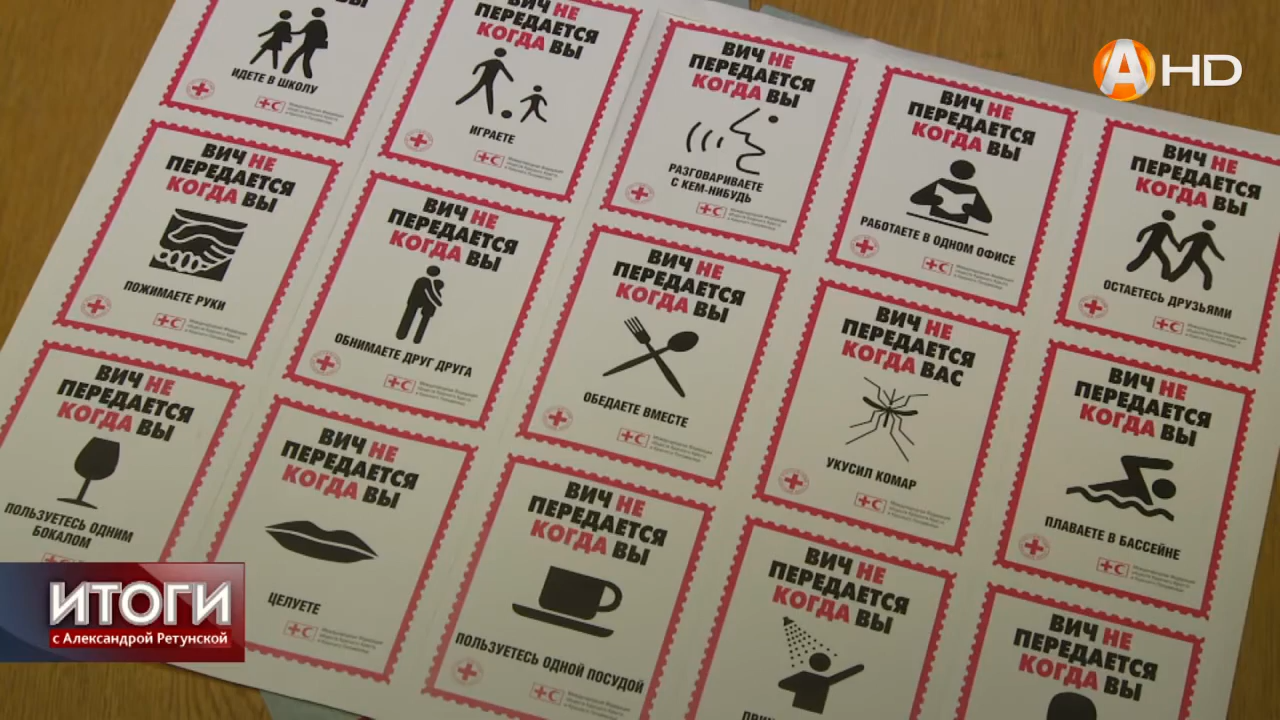 ВЫ
ИДЕТЕ В ШКОЛУ
ВИЧ НЕ
ПЕРЕДАЕТСЯ
КОГДА ВЫ
ИГРАЕТЕ
ВИЧ НЕ
ПЕРЕДАЕТСЯ
КОГДА ВЫ
РАЗГОВАРИВАЕТЕ
С КЕМ-НИБУДЬ
ВИЧ НЕ
ПЕРЕДАЕТСЯ
КОГДА ВЫ
РАБОТАЕТЕ В ОДНОМ ОФИСЕ
ВИЧ НЕ
ПЕРЕДАЕТСЯ
КОГДА ВЫ
ОСТАЕТЕСЬ ДРУЗЬЯМИ
ВИЧ НЕ
ПЕРЕДАЕТСЯ
КОГДА ВЫ
ПОЖИМАЕТЕ РУКИ
ВИЧ НЕ
ПЕРЕДАЕТСЯ
КОГДА ВЫ
ОБНИМАЕТЕ ДРУГ ДРУГА
ВИЧ НЕ
ПЕРЕДАЕТСЯ
КОГДА ВЫ
ОБЕДАЕТЕ ВМЕСТЕ
ВИЧ НЕ
ПЕРЕДАЕТСЯ
КОГДА ВАС
УКУСИЛ КОМАР
ВИЧ НЕ
ПЕРЕДАЕТСЯ
КОГДА ВЫ
ПЛАВАЕТЕ В БАССЕЙНЕ
ВИЧ НЕ
ПЕРЕДАЕТСЯ
КОГДА ВЫ
ПОЛЬЗУЕТЕСЬ ОДНИМ
БОКАЛОМ
ВИЧ НЕ
ПЕРЕДАЕТСЯ
КОГДА ВЫ
ЦЕЛУЕТЕ
ВИЧ НЕ
ПЕРЕДАЕТСЯ
КОГДА ВЫ
ПОЛЬЗУЕТЕСЬ ОДНОЙ ПОСУДОЙ
ВИЧ НЕ
ПЕРЕДАЕТСЯ
КОГДА ВЫ
ВИЧ НЕ
ПЕРЕДАЕТСЯ
КОГДА ВЫ
А HD
ИТОГИ
с Александрой Ретунской